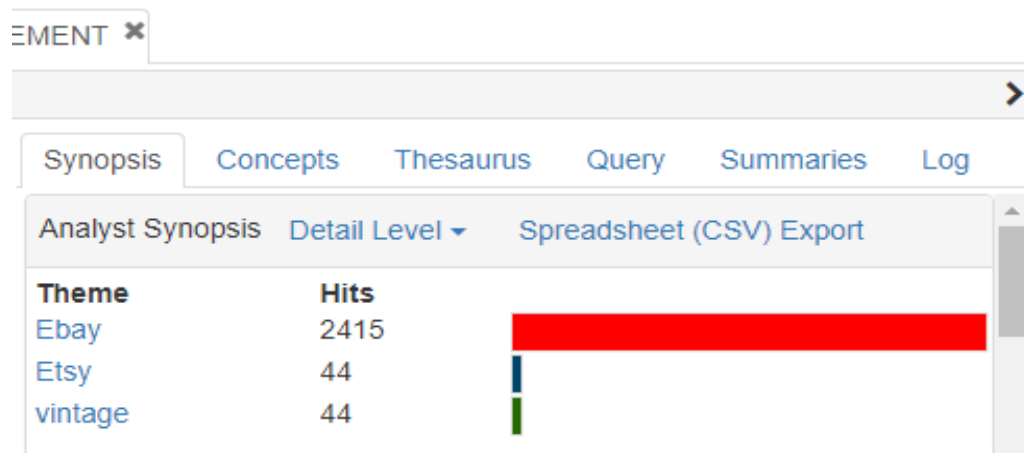 EMENT ✖
Synopsis Concepts Thesaurus Query Summaries Log
Analyst Synopsis Detail Level Spreadsheet (CSV) Export
Theme Hits
Ebay 2415
Etsy 44
vintage 44